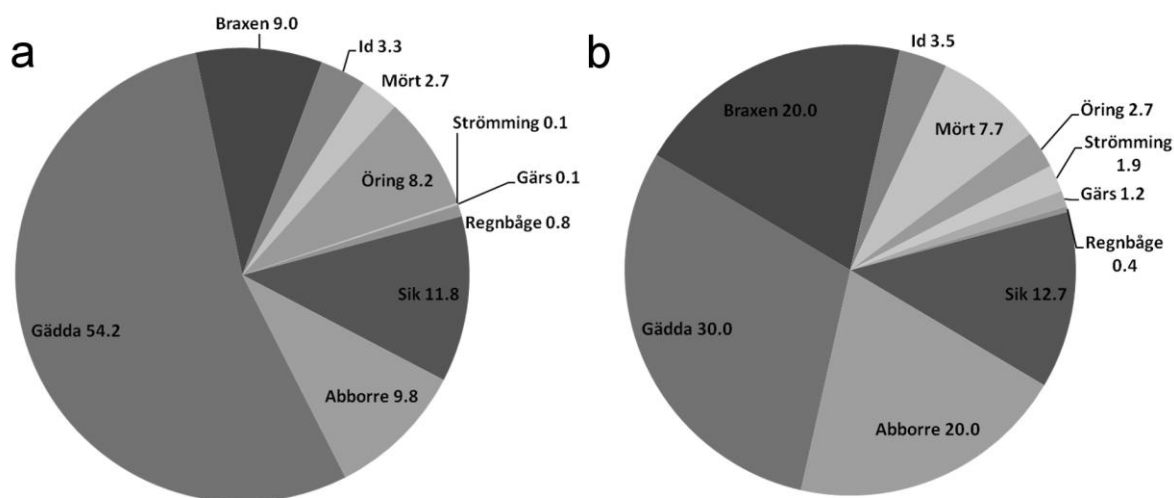 a
Braxen 9.0
Id 3.3
Mört 2.7
Strömming 0.1
Öring 8.2
Gärs 0.1
Regnbåge 0.8
Sik 11.8
Gädda 54.2
Abborre 9.8
b
Id 3.5
Braxen 20.0
Mört 7.7
Öring 2.7
Strömming
1.9
Gärs 1.2
Regnbåge
0.4
Sik 12.7
Gädda 30.0
Abborre 20.0